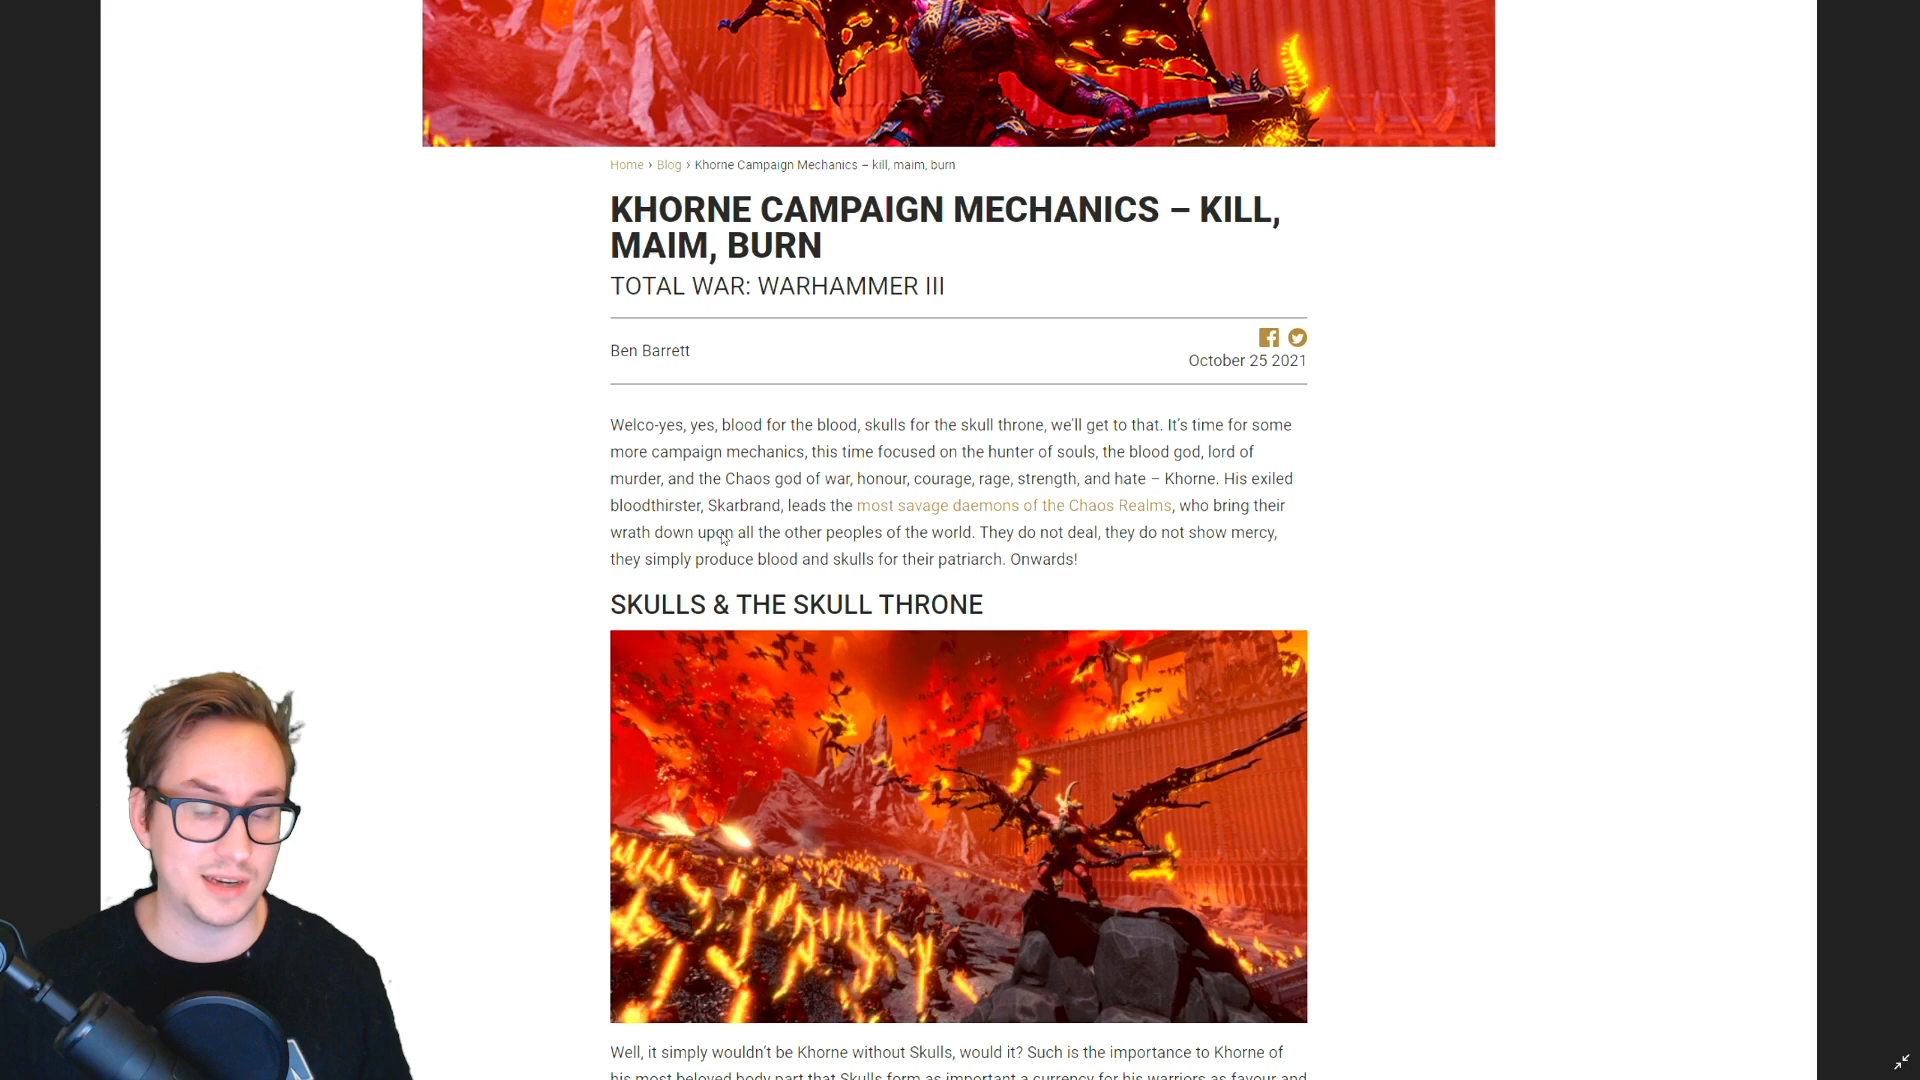 Home › Blog › Khorne Campaign Mechanics – kill, maim, burn
KHORNE CAMPAIGN MECHANICS – KILL,
MAIM, BURN
TOTAL WAR: WARHAMMER III
Ben Barrett
October 25 2021
Welco-yes, yes, blood for the blood, skulls for the skull throne, we’ll get to that. It’s time for some
more campaign mechanics, this time focused on the hunter of souls, the blood god, lord of
murder, and the Chaos god of war, honour, courage, rage, strength, and hate – Khorne. His exiled
bloodthirster, Skarbrand, leads the most savage daemons of the Chaos Realms, who bring their
wrath down upon all the other peoples of the world. They do not deal, they do not show mercy,
they simply produce blood and skulls for their patriarch. Onwards!
SKULLS & THE SKULL THRONE
Well, it simply wouldn’t be Khorne without Skulls, would it? Such is the importance to Khorne of
his most beloved body part that Skulls form as important a currency for his warriors as favour and